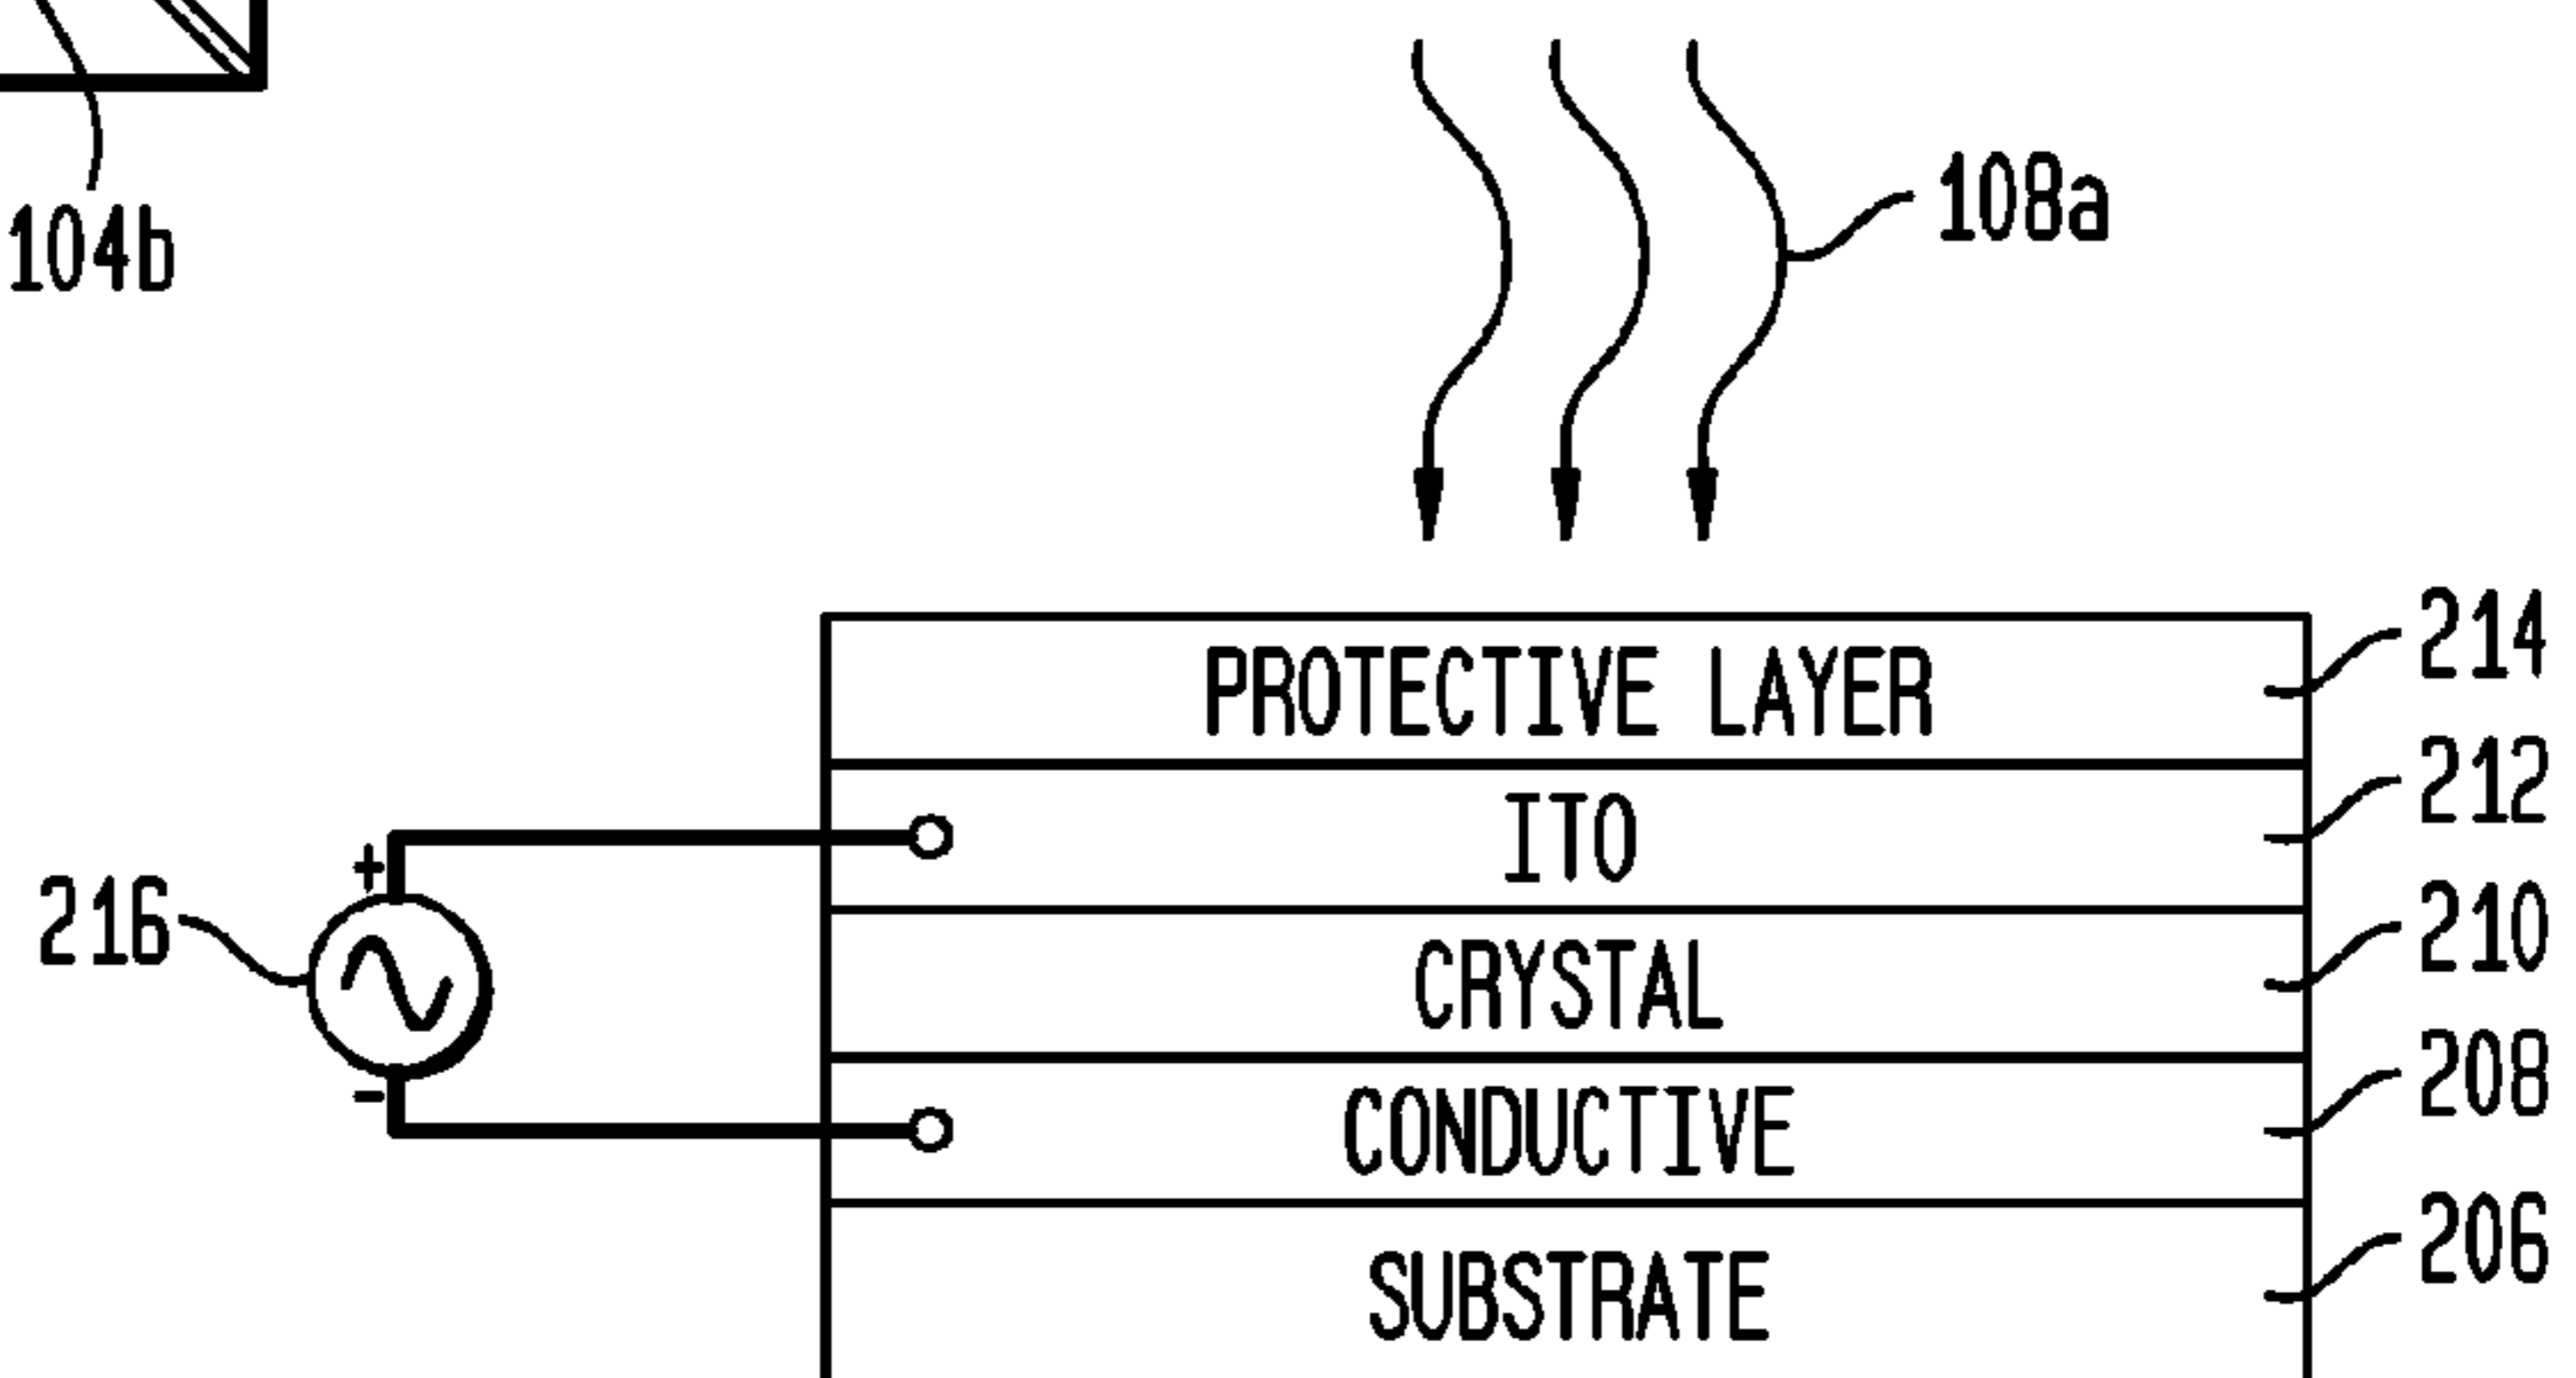 104b
108a
PROTECTIVE LAYER 214
ITO 212
+
216
CRYSTAL 210
-
CONDUCTIVE 208
SUBSTRATE 206